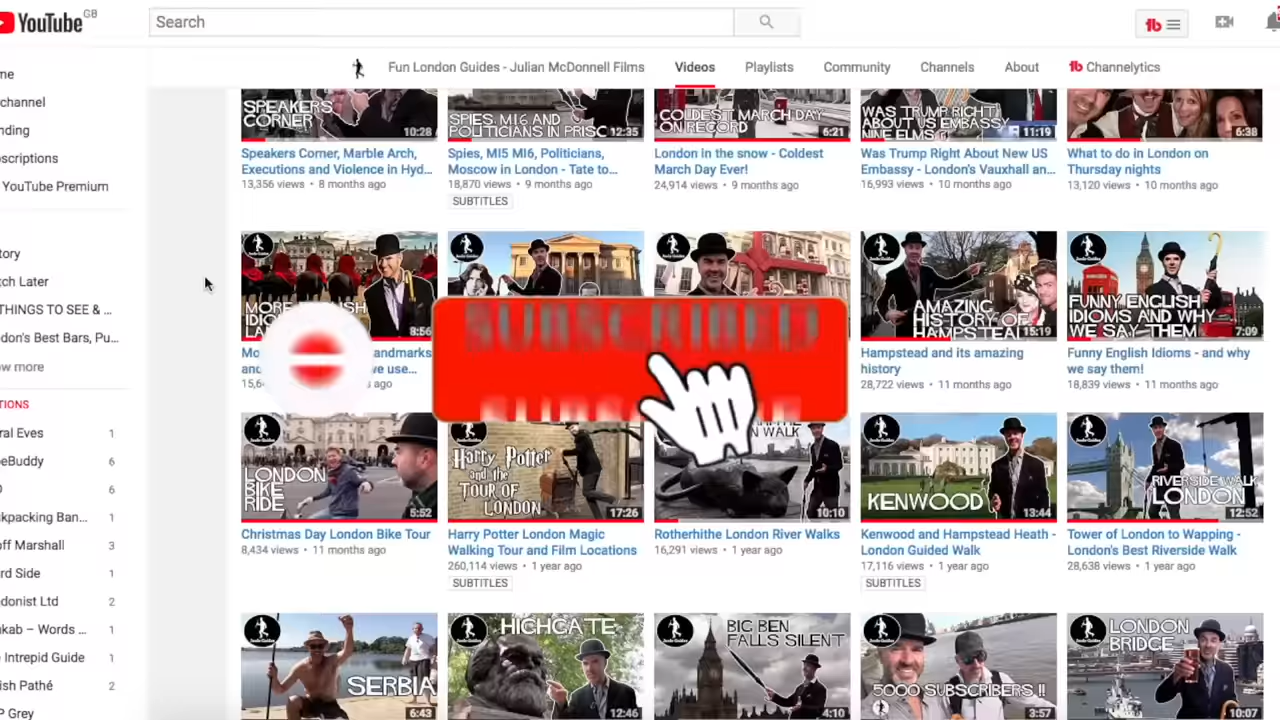 YouTube GB
Search
Fun London Guides - Julian McDonnell Films
Videos
Playlists
Community
Channels
About
Channelytics
me
channel
nding
scriptions
YouTube Premium
tory
tch Later
THINGS TO SEE & ...
don's Best Bars, Pu...
w more
TIONS
ral Eves 1
eBuddy 6
6
kpacking Ban... 1
off Marshall 3
rd Side 1
donist Ltd 2
kab – Words ... 1
Intrepid Guide 1
ish Pathé 2
P Grey
SPEAKERS
CORNER
10:28
Speakers Corner, Marble Arch,
Executions and Violence in Hyd...
13,356 views • 8 months ago
SPIES, MI6 AND
POLITICIANS IN PRISO
12:35
Spies, MI5 MI6, Politicians,
Moscow in London - Tate to...
18,870 views • 9 months ago
SUBTITLES
COLDEST MARCH DAY
ON RECORD
6:21
London in the snow - Coldest
March Day Ever!
24,914 views • 9 months ago
WAS TRUMP RIGHT
ABOUT US EMBASSY
NINE ELMS
11:19
Was Trump Right About New US
Embassy - London's Vauxhall an...
16,993 views • 10 months ago
6:38
What to do in London on
Thursday nights
13,120 views • 10 months ago
8:56
Mo
andmards
and
ve use...
15,6
ago
SUBSCRIBED
AMAZING
HISTORY OF
HAMPSTEAD
15:19
Hampstead and its amazing
history
28,722 views • 11 months ago
FUNNY ENGLISH
IDIOMS AND WHY
WE SAY THEM
7:09
Funny English Idioms - and why
we say them!
18,839 views • 11 months ago
LONDON
BIKE
RIDE
5:52
Christmas Day London Bike Tour
8,434 views • 11 months ago
Harry Potter
and the
TOUR OF
LONDON
17:26
Harry Potter London Magic
Walking Tour and Film Locations
260,114 views • 1 year ago
SUBTITLES
N WALK
10:10
Rotherhithe London River Walks
16,291 views • 1 year ago
KENWOOD
13:44
Kenwood and Hampstead Heath -
London Guided Walk
17,116 views • 1 year ago
SUBTITLES
RIVERSIDE WALK
LONDON
12:52
Tower of London to Wapping -
London's Best Riverside Walk
28,638 views • 1 year ago
SERBIA
6:43
HIGHGATE
12:46
BIG BEN
FALLS SILENT
4:10
5000 SUBSCRIBERS !!
3:57
LONDON
BRIDGE
10:07